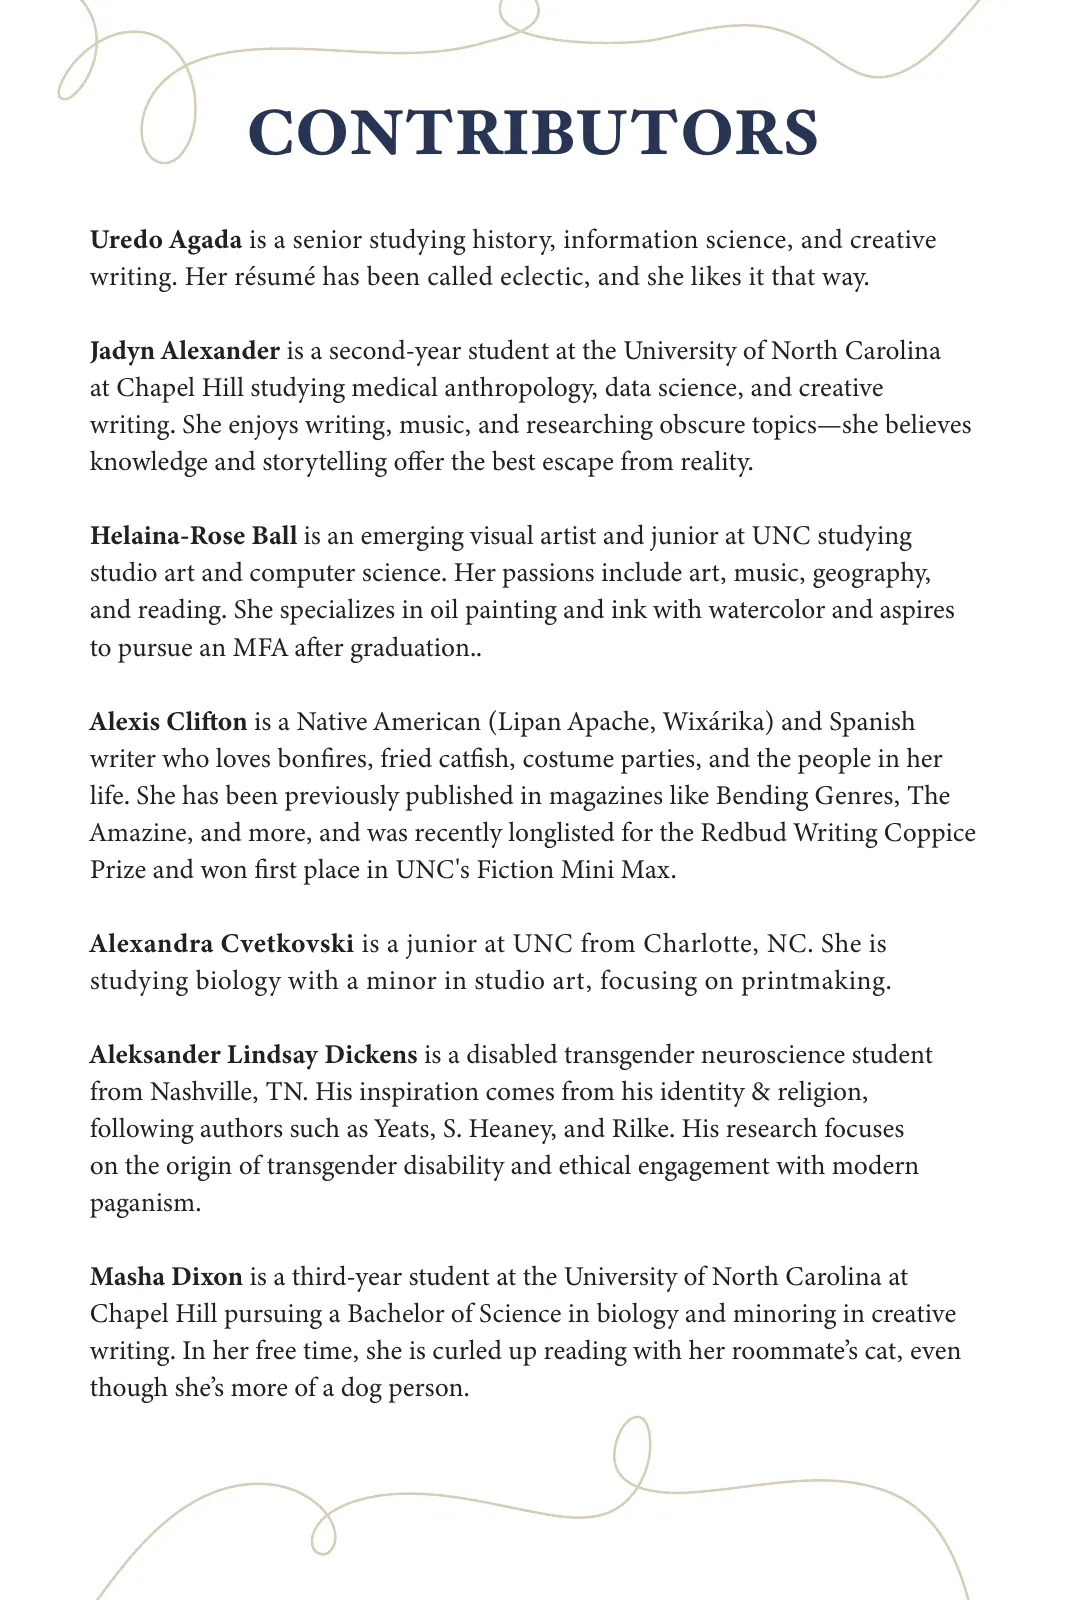 CONTRIBUTORS
Uredo Agada is a senior studying history, information science, and creative
writing. Her résumé has been called eclectic, and she likes it that way.
Jadyn Alexander is a second-year student at the University of North Carolina
at Chapel Hill studying medical anthropology, data science, and creative
writing. She enjoys writing, music, and researching obscure topics—she believes
knowledge and storytelling offer the best escape from reality.
Helaina-Rose Ball is an emerging visual artist and junior at UNC studying
studio art and computer science. Her passions include art, music, geography,
and reading. She specializes in oil painting and ink with watercolor and aspires
to pursue an MFA after graduation..
Alexis Clifton is a Native American (Lipan Apache, Wixárika) and Spanish
writer who loves bonfires, fried catfish, costume parties, and the people in her
life. She has been previously published in magazines like Bending Genres, The
Amazine, and more, and was recently longlisted for the Redbud Writing Coppice
Prize and won first place in UNC's Fiction Mini Max.
Alexandra Cvetkovski is a junior at UNC from Charlotte, NC. She is
studying biology with a minor in studio art, focusing on printmaking.
Aleksander Lindsay Dickens is a disabled transgender neuroscience student
from Nashville, TN. His inspiration comes from his identity & religion,
following authors such as Yeats, S. Heaney, and Rilke. His research focuses
on the origin of transgender disability and ethical engagement with modern
paganism.
Masha Dixon is a third-year student at the University of North Carolina at
Chapel Hill pursuing a Bachelor of Science in biology and minoring in creative
writing. In her free time, she is curled up reading with her roommate’s cat, even
though she’s more of a dog person.